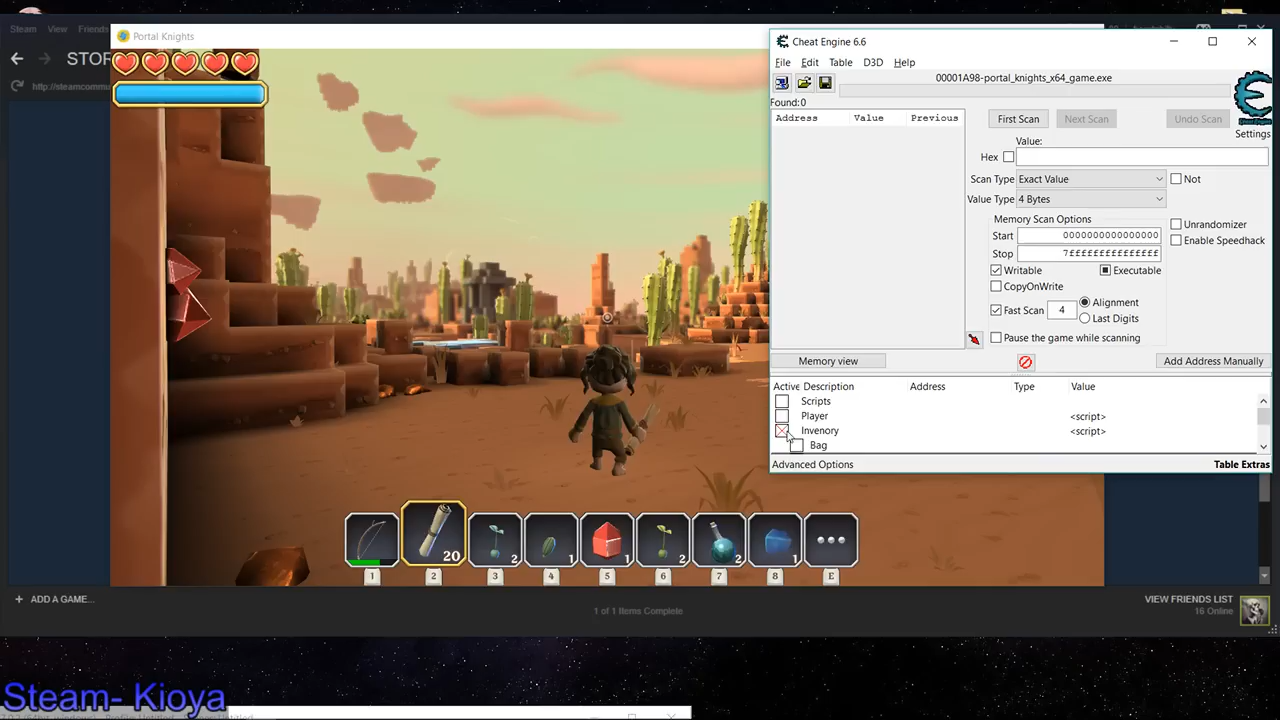 Steam View Friends
STOR
http://steamcommu
Portal Knights
Cheat Engine 6.6
File Edit Table D3D Help
00001A98-portal_knights_x64_game.exe
Found:0
Address Value Previous
First Scan Next Scan Undo Scan
Settings
Value:
Hex
Scan Type Exact Value Not
Value Type 4 Bytes
Memory Scan Options
Start 0000000000000000
Stop 7fffffffffffffff
Unrandomizer
Enable Speedhack
Writable Executable
CopyOnWrite
Fast Scan 4 Alignment
Last Digits
Pause the game while scanning
Memory view Add Address Manually
Active Description Address Type Value
Scripts
Player <script>
Invenory <script>
Bag
Advanced Options Table Extras
20 2 1 1 2 2 1
1 2 3 4 5 6 7 8 E
+ ADD A GAME...
1 of 1 Items Complete
VIEW FRIENDS LIST
16 Online
Steam- Kioya